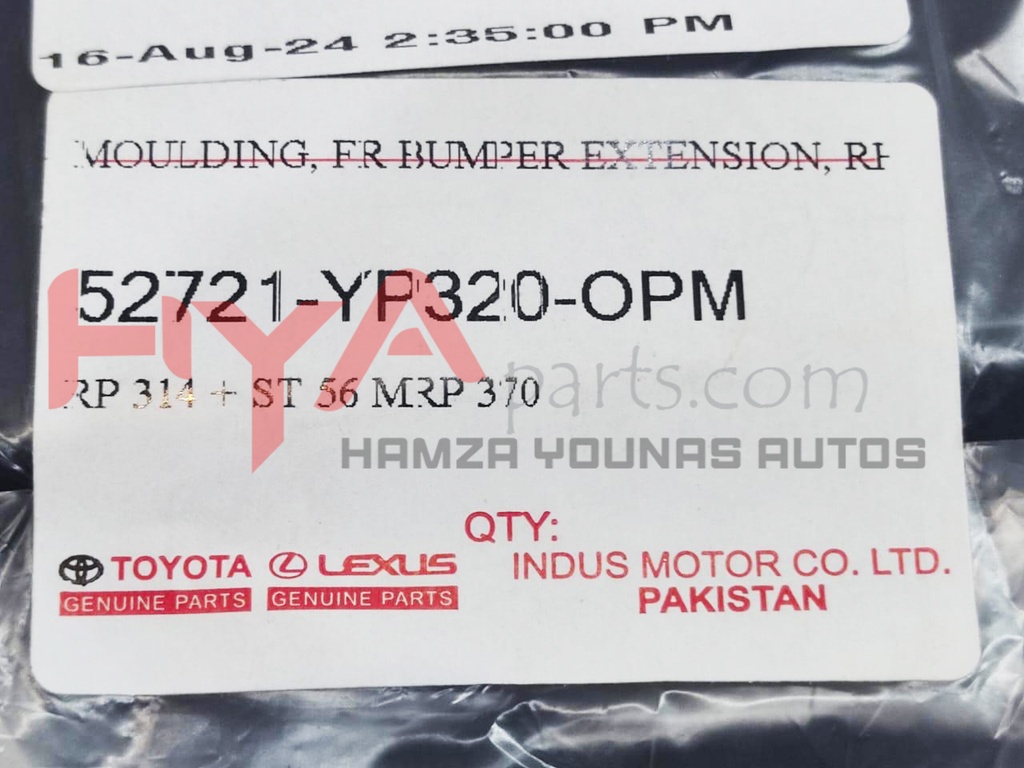 16-Aug-24 2:35:00 PM
MOULDING, FR BUMPER EXTENSION, RH
52721-YP320-OPM
RP 314 + ST 56 MRP 370
HYA parts.com
HAMZA YOUNAS AUTOS
QTY:
TOYOTA LEXUS INDUS MOTOR CO. LTD.
GENUINE PARTS GENUINE PARTS PAKISTAN